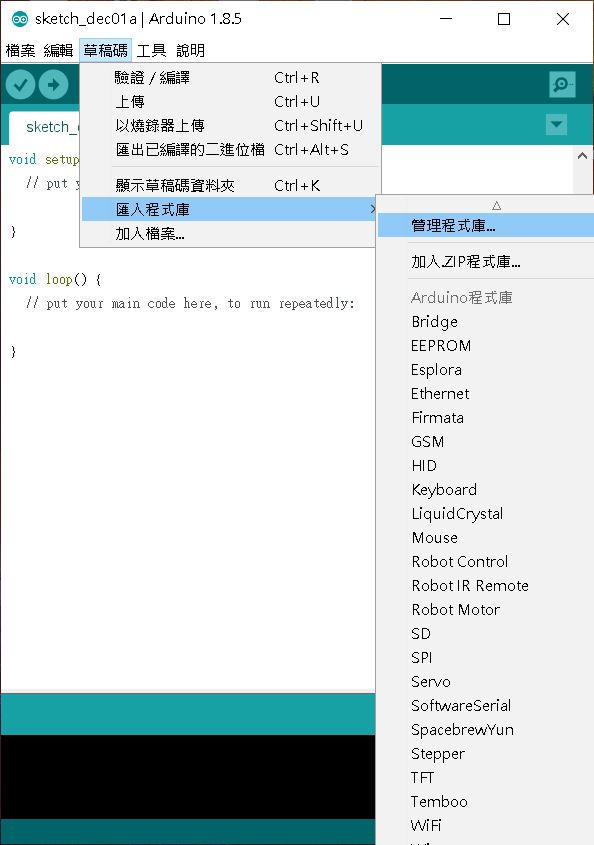 sketch_dec01a | Arduino 1.8.5
檔案 編輯 草稿碼 工具 說明
驗證／編譯 Ctrl+R
上傳 Ctrl+U
以燒錄器上傳 Ctrl+Shift+U
匯出已編譯的二進位檔 Ctrl+Alt+S
顯示草稿碼資料夾 Ctrl+K
匯入程式庫
加入檔案...
sketch_
void setup
// put
}
void loop() {
// put your main code here, to run repeatedly:
}
管理程式庫...
加入.ZIP程式庫...
Arduino程式庫
Bridge
EEPROM
Esplora
Ethernet
Firmata
GSM
HID
Keyboard
LiquidCrystal
Mouse
Robot Control
Robot IR Remote
Robot Motor
SD
SPI
Servo
SoftwareSerial
SpacebrewYun
Stepper
TFT
Temboo
WiFi